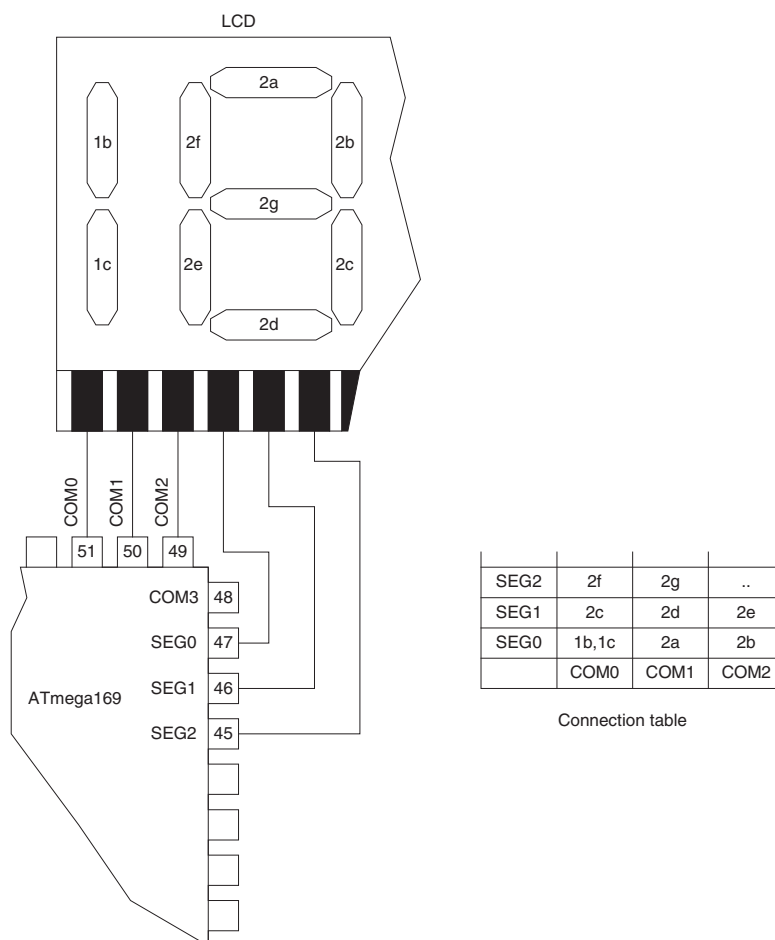 LCD
2a
1b 2f 2b
2g
1c 2e 2c
2d
COM0 COM1 COM2
51 50 49
COM3 48
SEG0 47
SEG1 46
ATmega169
SEG2 45
SEG2 2f 2g ..
SEG1 2c 2d 2e
SEG0 1b,1c 2a 2b
COM0 COM1 COM2
Connection table